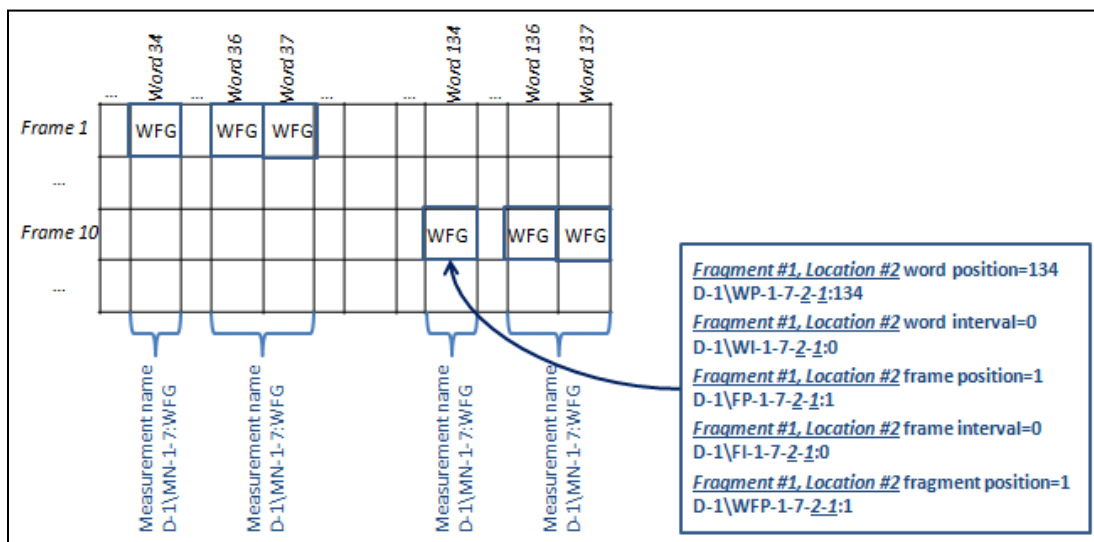 ... Word 34 ... Word 36 Word 37 ... ... Word 134 ... Word 136 Word 137
...
Frame 1 WFG WFG WFG
...
Frame 10 WFG WFG WFG
...
Measurement name
D-1\MN-1-7:WFG
Measurement name
D-1\MN-1-7:WFG
Measurement name
D-1\MN-1-7:WFG
Measurement name
D-1\MN-1-7:WFG
Fragment #1, Location #2 word position=134
D-1\WP-1-7-2-1:134
Fragment #1, Location #2 word interval=0
D-1\WI-1-7-2-1:0
Fragment #1, Location #2 frame position=1
D-1\FP-1-7-2-1:1
Fragment #1, Location #2 frame interval=0
D-1\FI-1-7-2-1:0
Fragment #1, Location #2 fragment position=1
D-1\WFP-1-7-2-1:1